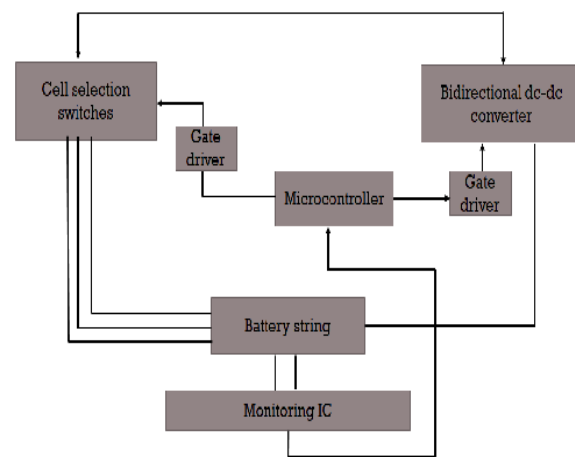 Cell selection
switches
Bidirectional dc-dc
converter
Gate
driver
Microcontroller
Gate
driver
Battery string
Monitoring IC